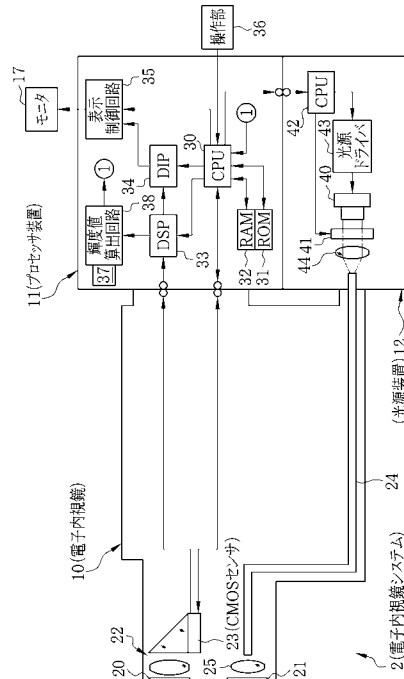 17
モニタ
操作部
36
表示
制御回路
35
1
輝度値
算出回路
38
37
DIP
34
30
CPU
1
DSP
33
RAM
ROM
32
31
11(プロセッサ装置)
CPU
42
43
光源
ドライバ
40
41
44
(光源装置)12
10(電子内視鏡)
22
20
23(CMOSセンサ)
25
21
24
2(電子内視鏡システム)